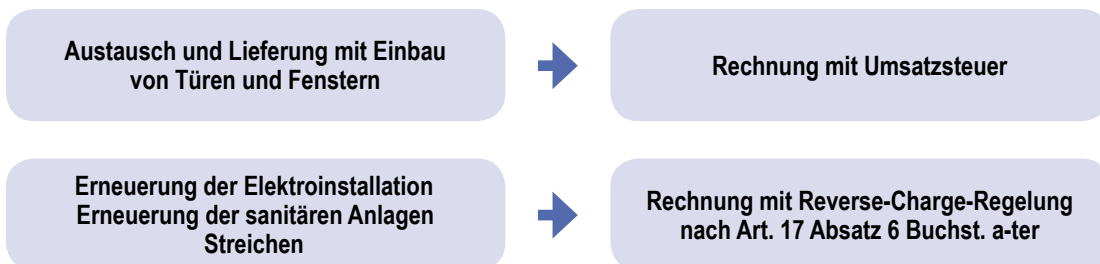 Austausch und Lieferung mit Einbau
von Türen und Fenstern
Rechnung mit Umsatzsteuer
Erneuerung der Elektroinstallation
Erneuerung der sanitären Anlagen
Streichen
Rechnung mit Reverse-Charge-Regelung
nach Art. 17 Absatz 6 Buchst. a-ter